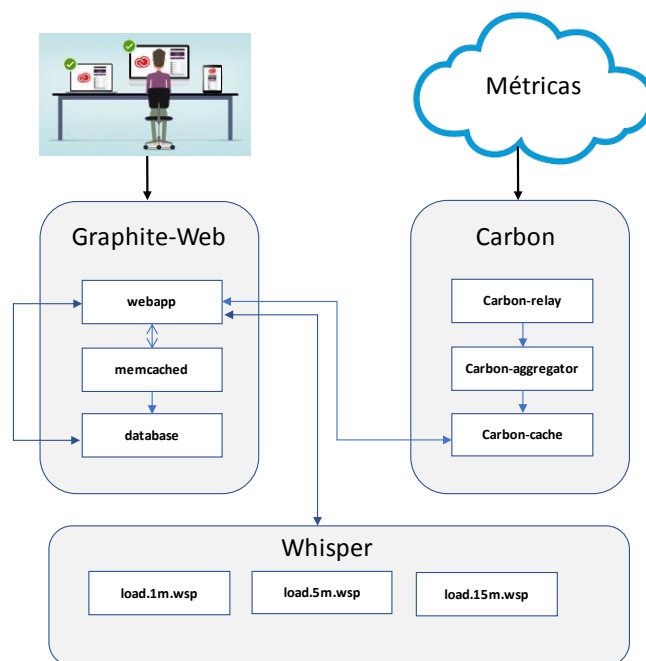 Métricas
Graphite-Web
Carbon
webapp
Carbon-relay
memcached
Carbon-aggregator
database
Carbon-cache
Whisper
load.1m.wsp
load.5m.wsp
load.15m.wsp